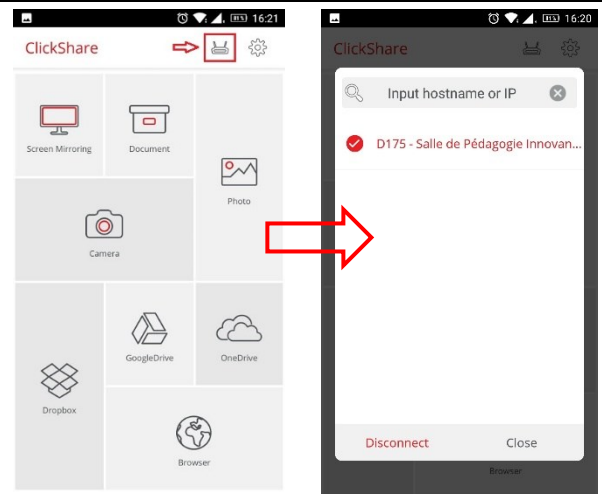 16:21
ClickShare
Screen Mirroring
Document
Photo
Camera
GoogleDrive
OneDrive
Dropbox
Browser
16:20
ClickShare
Input hostname or IP
D175 - Salle de Pédagogie Innovan...
Disconnect
Close
Browser